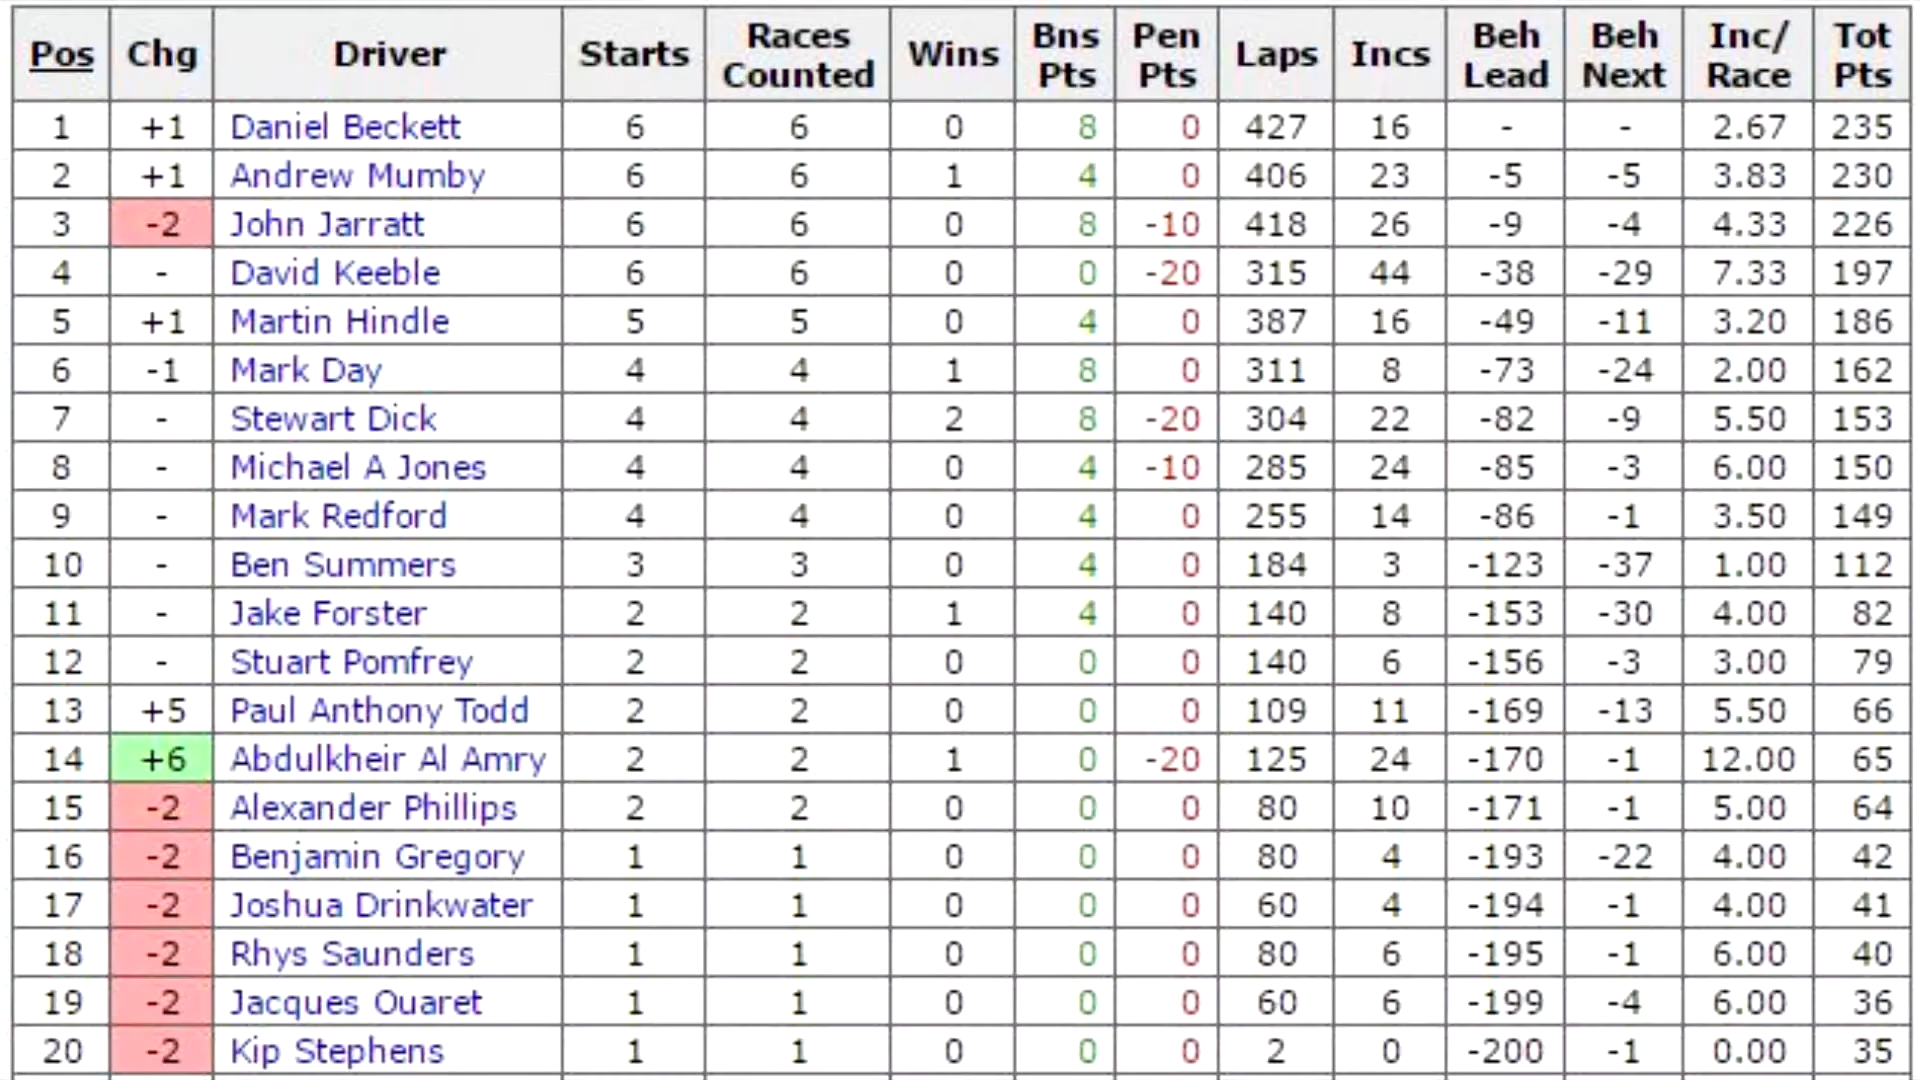 Pos Chg Driver Starts Races Counted Wins Bns Pts Pen Pts Laps Incs Beh Lead Beh Next Inc/ Race Tot Pts
1 +1 Daniel Beckett 6 6 0 8 0 427 16 - - 2.67 235
2 +1 Andrew Mumby 6 6 1 4 0 406 23 -5 -5 3.83 230
3 -2 John Jarratt 6 6 0 8 -10 418 26 -9 -4 4.33 226
4 - David Keeble 6 6 0 0 -20 315 44 -38 -29 7.33 197
5 +1 Martin Hindle 5 5 0 4 0 387 16 -49 -11 3.20 186
6 -1 Mark Day 4 4 1 8 0 311 8 -73 -24 2.00 162
7 - Stewart Dick 4 4 2 8 -20 304 22 -82 -9 5.50 153
8 - Michael A Jones 4 4 0 4 -10 285 24 -85 -3 6.00 150
9 - Mark Redford 4 4 0 4 0 255 14 -86 -1 3.50 149
10 - Ben Summers 3 3 0 4 0 184 3 -123 -37 1.00 112
11 - Jake Forster 2 2 1 4 0 140 8 -153 -30 4.00 82
12 - Stuart Pomfrey 2 2 0 0 0 140 6 -156 -3 3.00 79
13 +5 Paul Anthony Todd 2 2 0 0 0 109 11 -169 -13 5.50 66
14 +6 Abdulkheir Al Amry 2 2 1 0 -20 125 24 -170 -1 12.00 65
15 -2 Alexander Phillips 2 2 0 0 0 80 10 -171 -1 5.00 64
16 -2 Benjamin Gregory 1 1 0 0 0 80 4 -193 -22 4.00 42
17 -2 Joshua Drinkwater 1 1 0 0 0 60 4 -194 -1 4.00 41
18 -2 Rhys Saunders 1 1 0 0 0 80 6 -195 -1 6.00 40
19 -2 Jacques Ouaret 1 1 0 0 0 60 6 -199 -4 6.00 36
20 -2 Kip Stephens 1 1 0 0 0 2 0 -200 -1 0.00 35